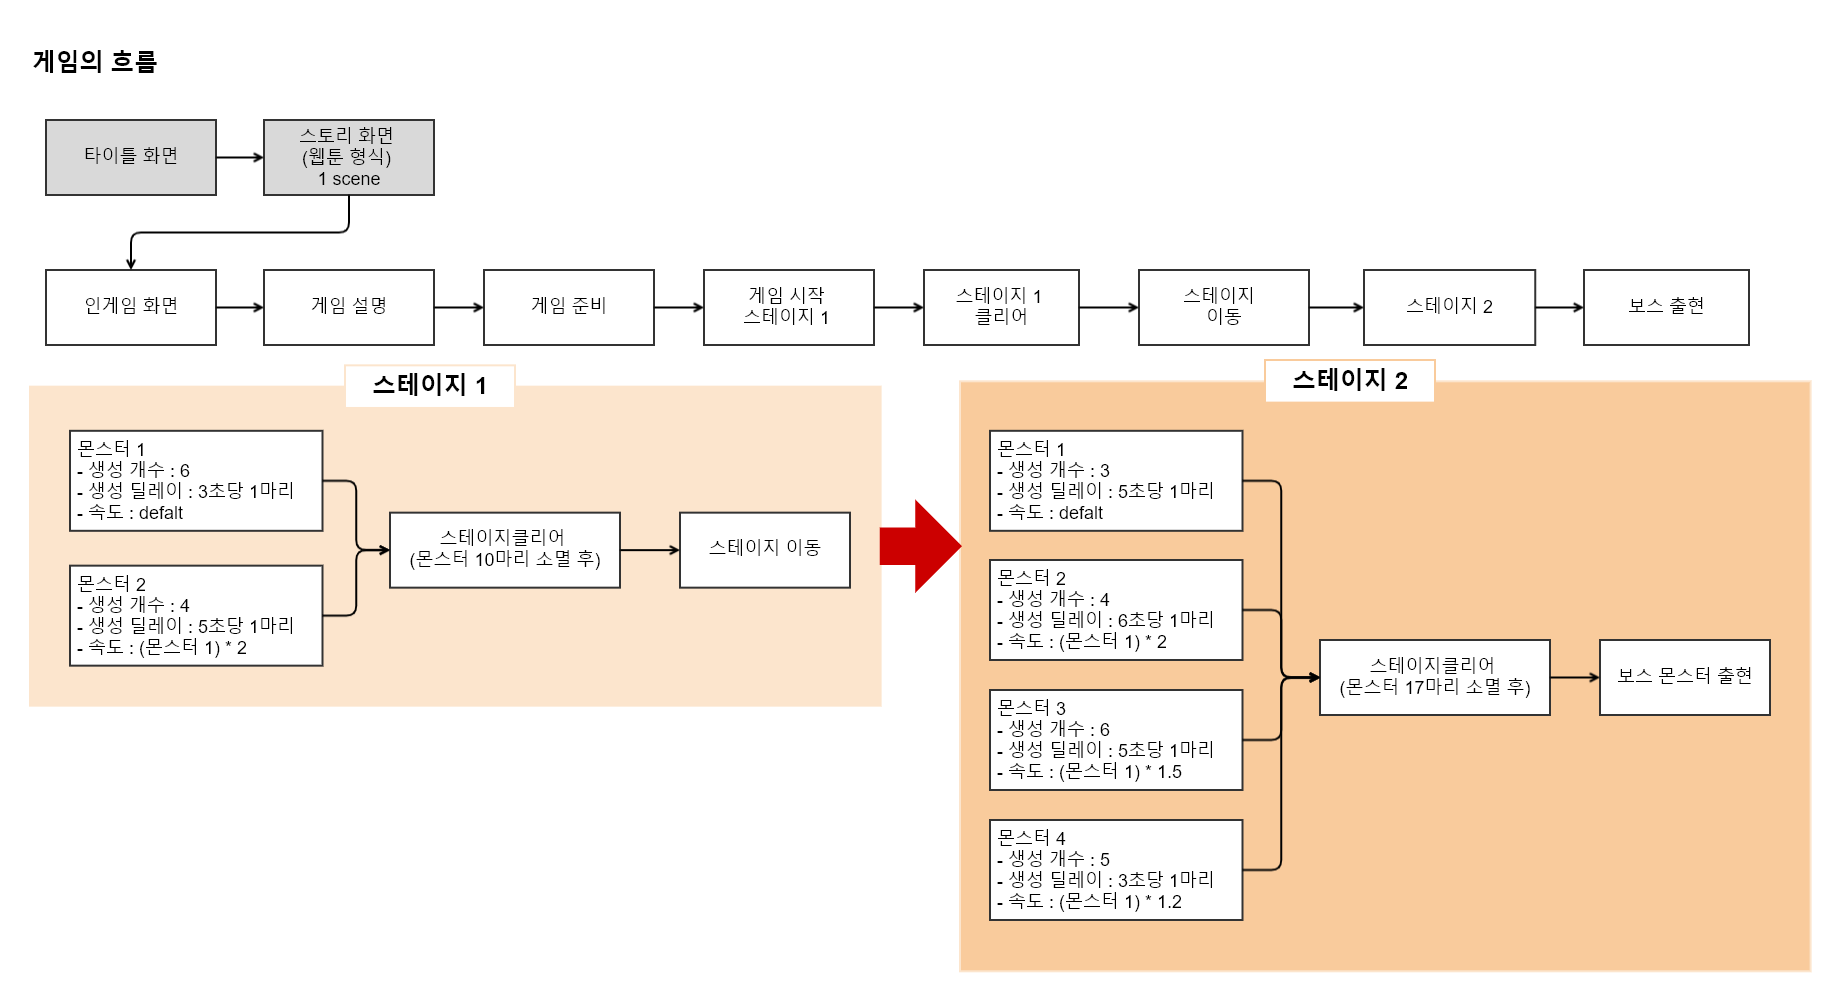 게임의 흐름
타이틀 화면
스토리 화면
(웹툰 형식)
1 scene
인게임 화면
게임 설명
게임 준비
게임 시작
스테이지 1
스테이지 1
클리어
스테이지
이동
스테이지 2
보스 출현
스테이지 1
몬스터 1
- 생성 개수 : 6
- 생성 딜레이 : 3초당 1마리
- 속도 : defalt
몬스터 2
- 생성 개수 : 4
- 생성 딜레이 : 5초당 1마리
- 속도 : (몬스터 1) * 2
스테이지클리어
(몬스터 10마리 소멸 후)
스테이지 이동
스테이지 2
몬스터 1
- 생성 개수 : 3
- 생성 딜레이 : 5초당 1마리
- 속도 : defalt
몬스터 2
- 생성 개수 : 4
- 생성 딜레이 : 6초당 1마리
- 속도 : (몬스터 1) * 2
몬스터 3
- 생성 개수 : 6
- 생성 딜레이 : 5초당 1마리
- 속도 : (몬스터 1) * 1.5
몬스터 4
- 생성 개수 : 5
- 생성 딜레이 : 3초당 1마리
- 속도 : (몬스터 1) * 1.2
스테이지클리어
(몬스터 17마리 소멸 후)
보스 몬스터 출현